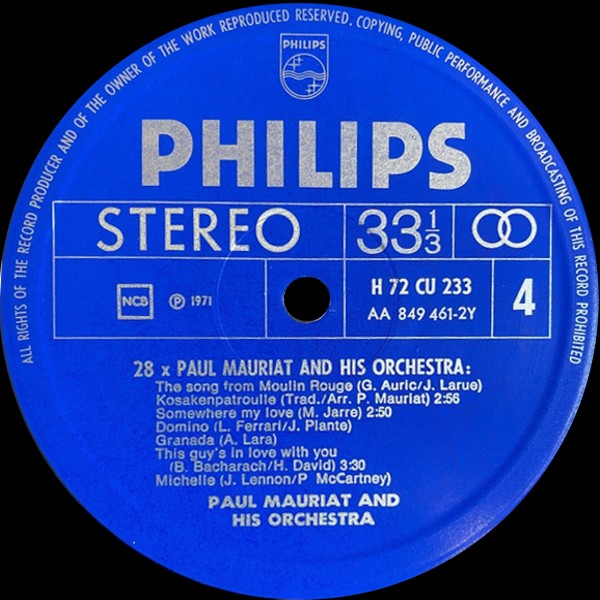 ALL RIGHTS OF THE RECORD PRODUCER AND OF THE OWNER OF THE WORK REPRODUCED RESERVED. COPYING, PUBLIC PERFORMANCE AND BROADCASTING OF THIS RECORD PROHIBITED
PHILIPS
PHILIPS
STEREO 33⅓
NCB ℗ 1971 H 72 CU 233 4
AA 849 461-2Y
28 x PAUL MAURIAT AND HIS ORCHESTRA:
The song from Moulin Rouge (G. Auric/J. Larue)
Kosakenpatroulle (Trad./Arr. P. Mauriat) 2:56
Somewhere my love (M. Jarre) 2:50
Domino (L. Ferrari/J. Plante)
Granada (A. Lara)
This guy's in love with you
(B. Bacharach/H. David) 3:30
Michelle (J. Lennon/P McCartney)
PAUL MAURIAT AND
HIS ORCHESTRA